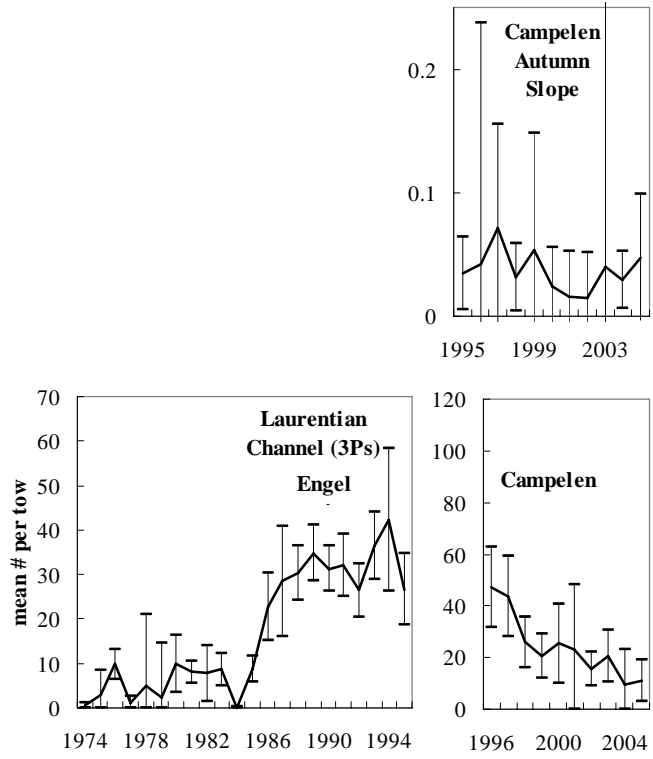 Campelen
Autumn
Slope
0.2
0.1
0
1995 1999 2003
mean # per tow
70
60
50
40
30
20
10
0
Laurentian
Channel (3Ps)
Engel
1974 1978 1982 1986 1990 1994
120
100
80
60
40
20
0
Campelen
1996 2000 2004